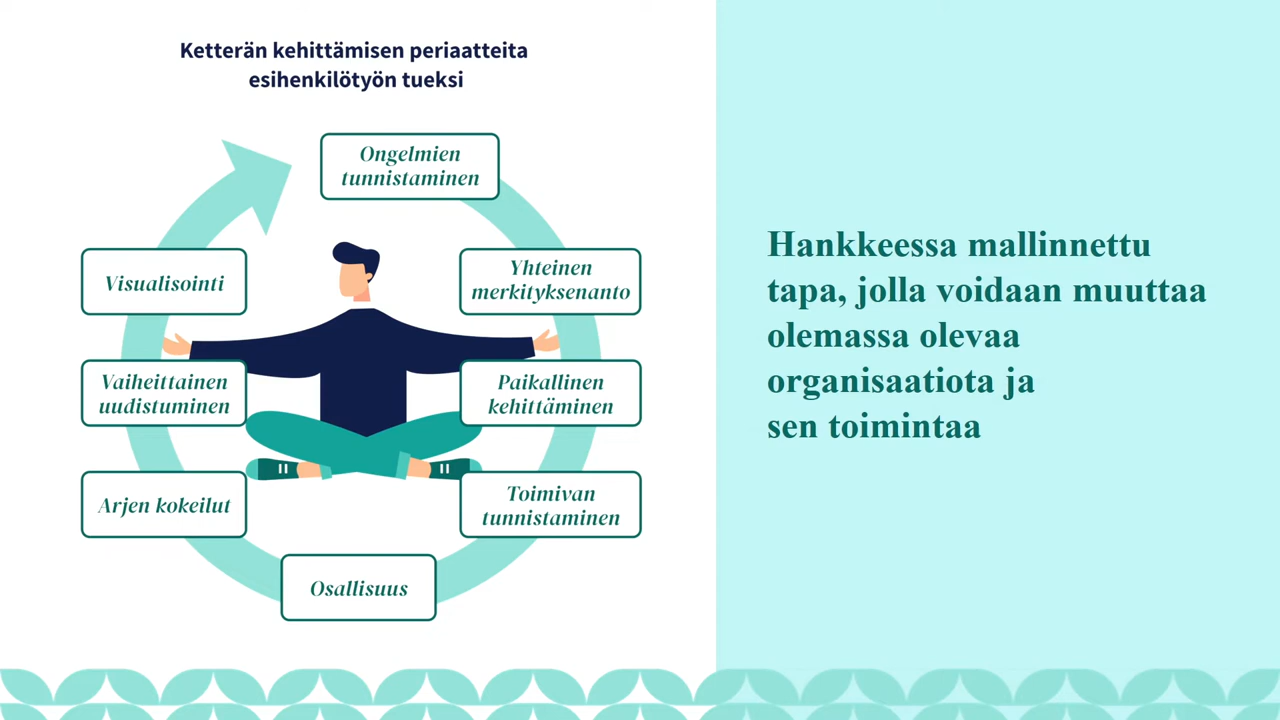 Ketterän kehittämisen periaatteita
esihenkilötyön tueksi
Ongelmien
tunnistaminen
Yhteinen
merkityksenanto
Paikallinen
kehittäminen
Toimivan
tunnistaminen
Osallisuus
Arjen kokeilut
Vaiheittainen
uudistuminen
Visualisointi
Hankkeessa mallinnettu
tapa, jolla voidaan muuttaa
olemassa olevaa
organisaatiota ja
sen toimintaa